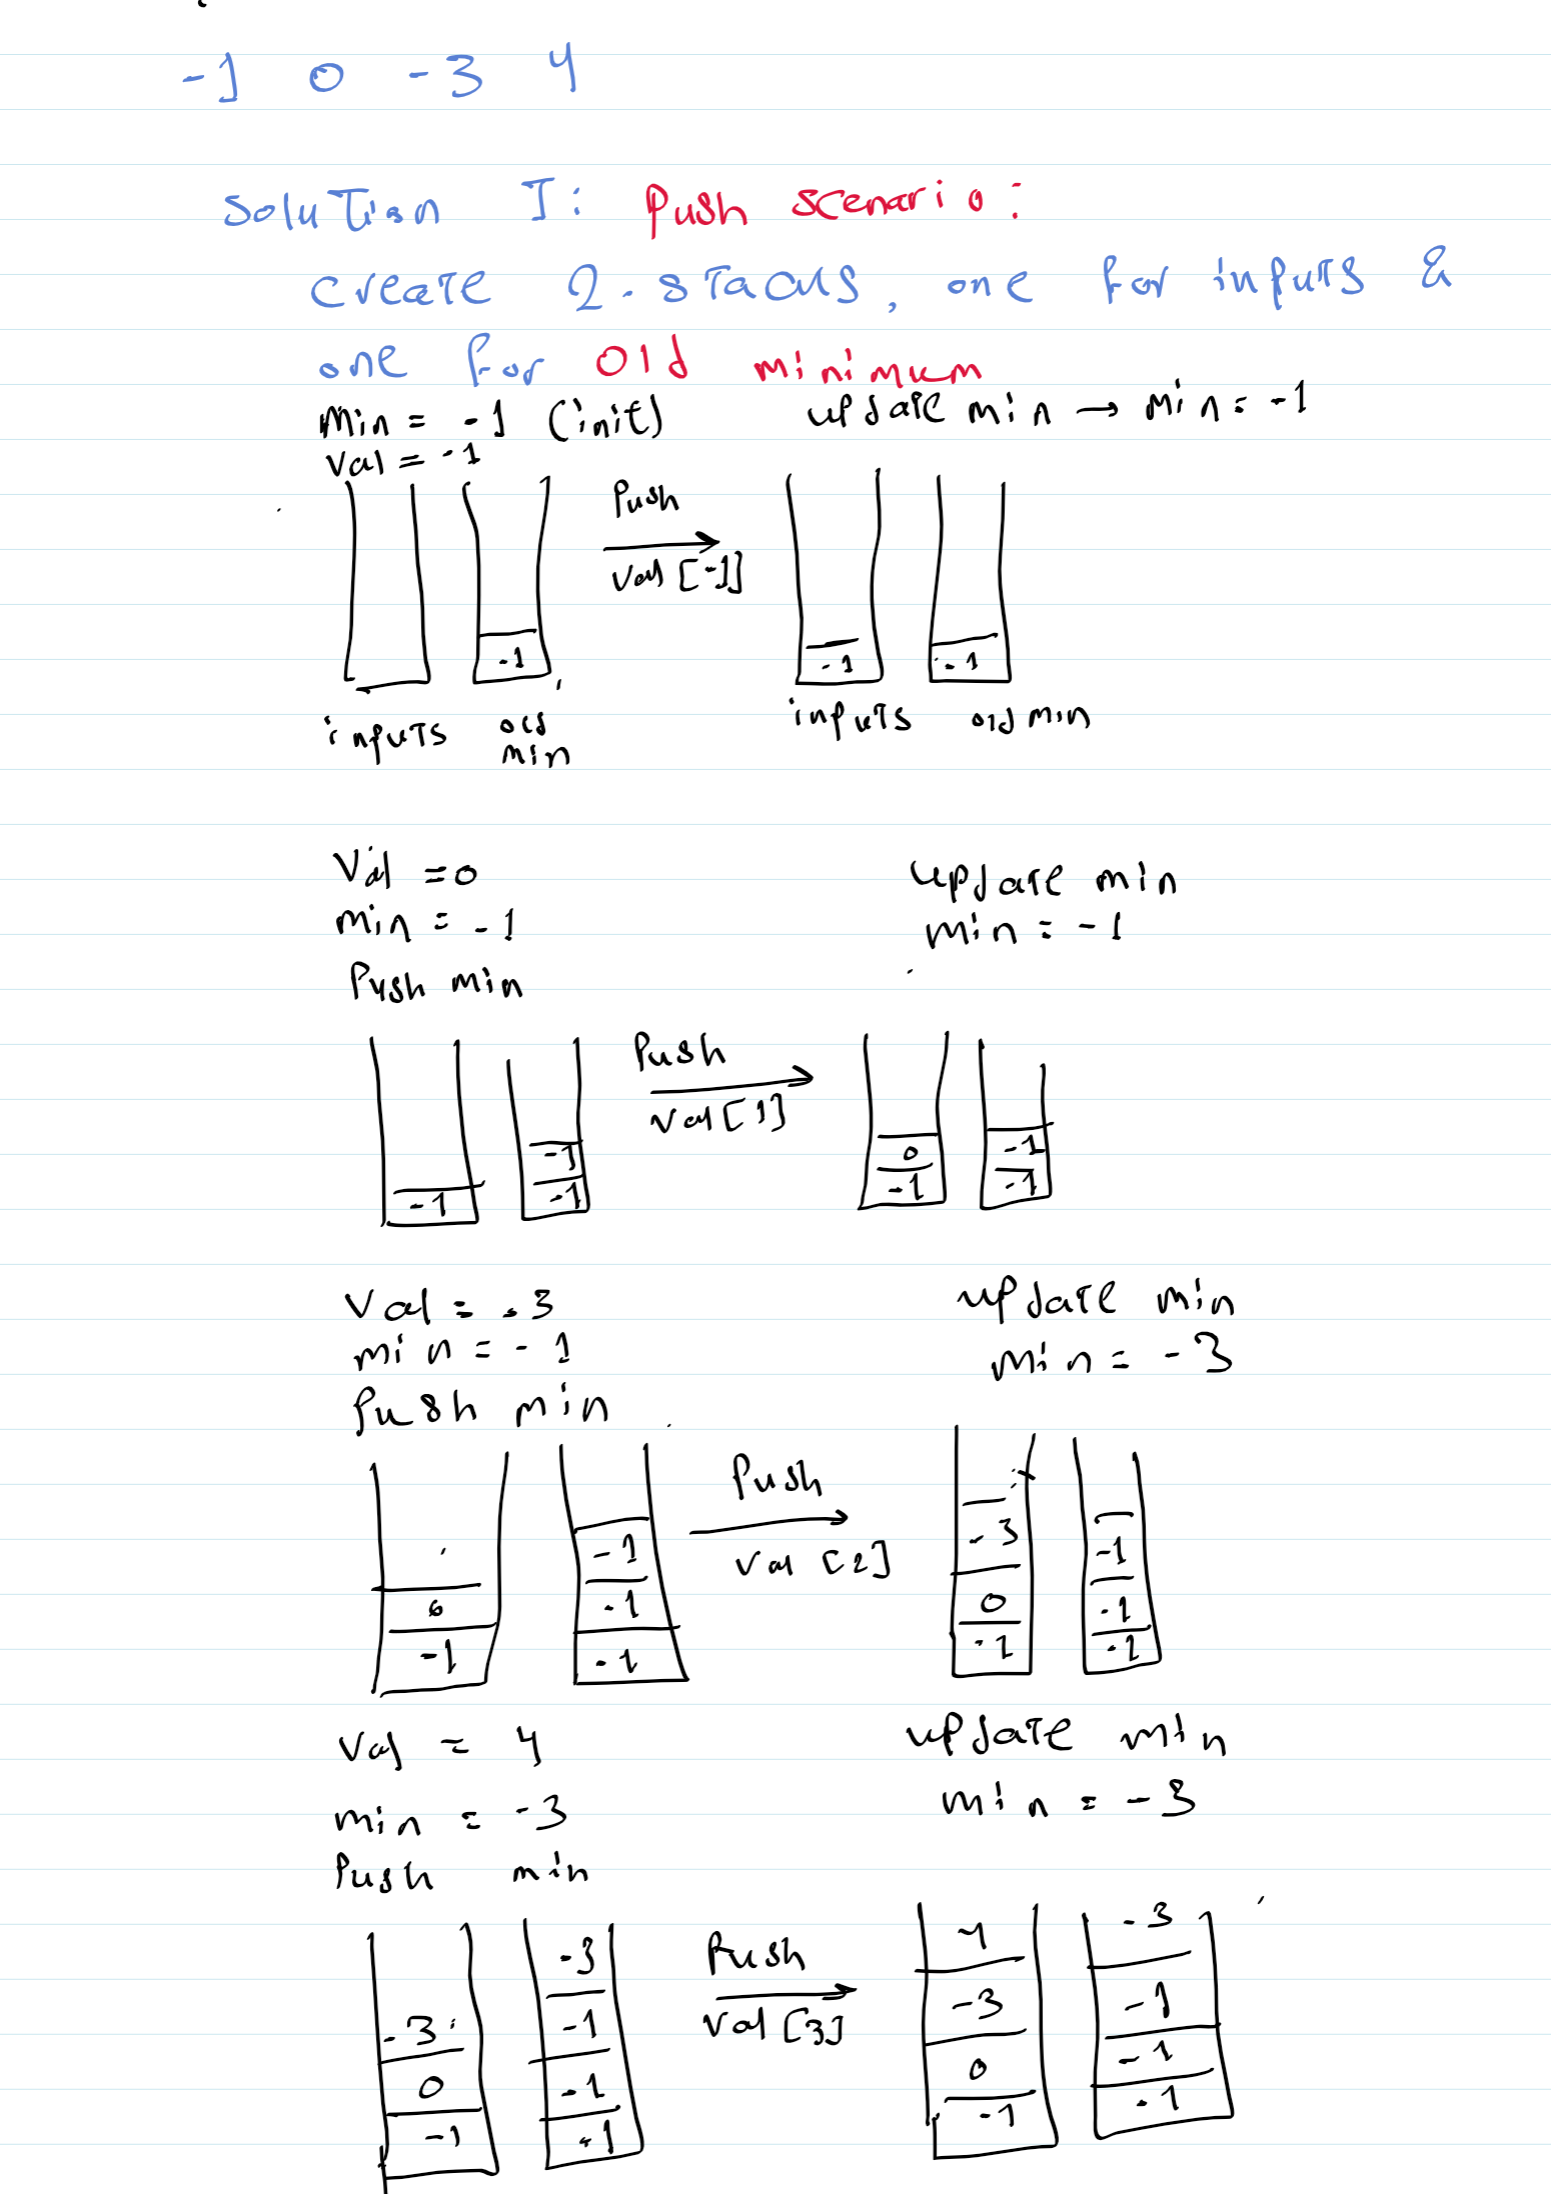 -1 0 -3 4
Solution I: Push scenario:
create 2-stacks, one for inputs &
one for old minimum
Min = -1 (init) update min → min = -1
Val = -1
Push
Val [-1]
-1 -1 -1
inputs old min inputs old min
Val = 0 update min
min = -1 min = -1
Push min
Push
Val [1]
-1 0 -1
-1 -1 -1 -1
Val = -3 update min
min = -1 min = -3
Push min
Push
Val [2]
-1 -3 -1
0 -1 0 -1
-1 -1 -1 -1
Val = 4 update min
min = -3 min = -3
Push min
Push
Val [3]
-3 4 -3
-3 -1 -3 -1
0 -1 0 -1
-1 -1 -1 -1